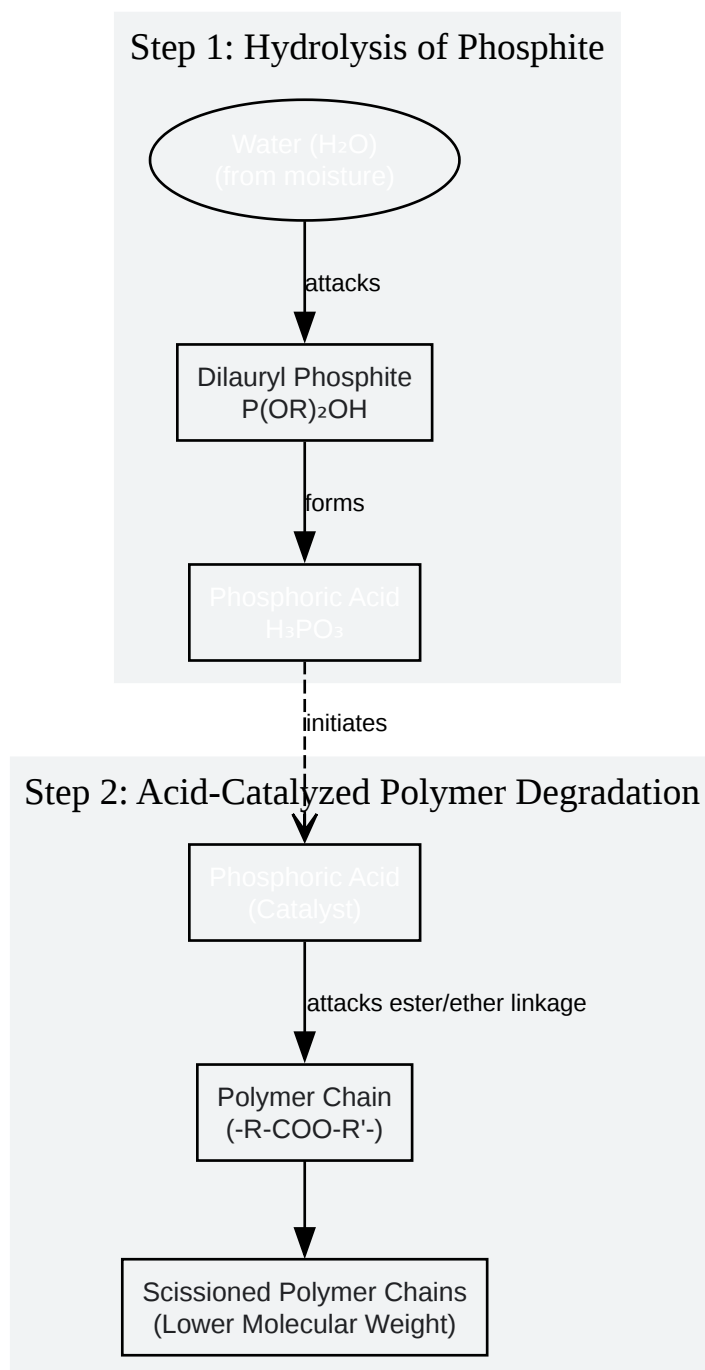 Step 1: Hydrolysis of Phosphite
Water (H₂O)
(from moisture)
attacks
Dilauryl Phosphite
P(OR)₂OH
forms
Phosphoric Acid
H₃PO₃
initiates
Step 2: Acid-Catalyzed Polymer Degradation
Phosphoric Acid
(Catalyst)
attacks ester/ether linkage
Polymer Chain
(-R-COO-R'-)
Scissioned Polymer Chains
(Lower Molecular Weight)